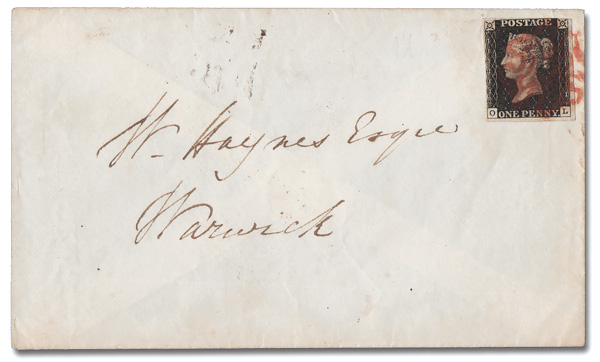 POSTAGE
O ONE PENNY L
W. Haynes Esqre
Warwick